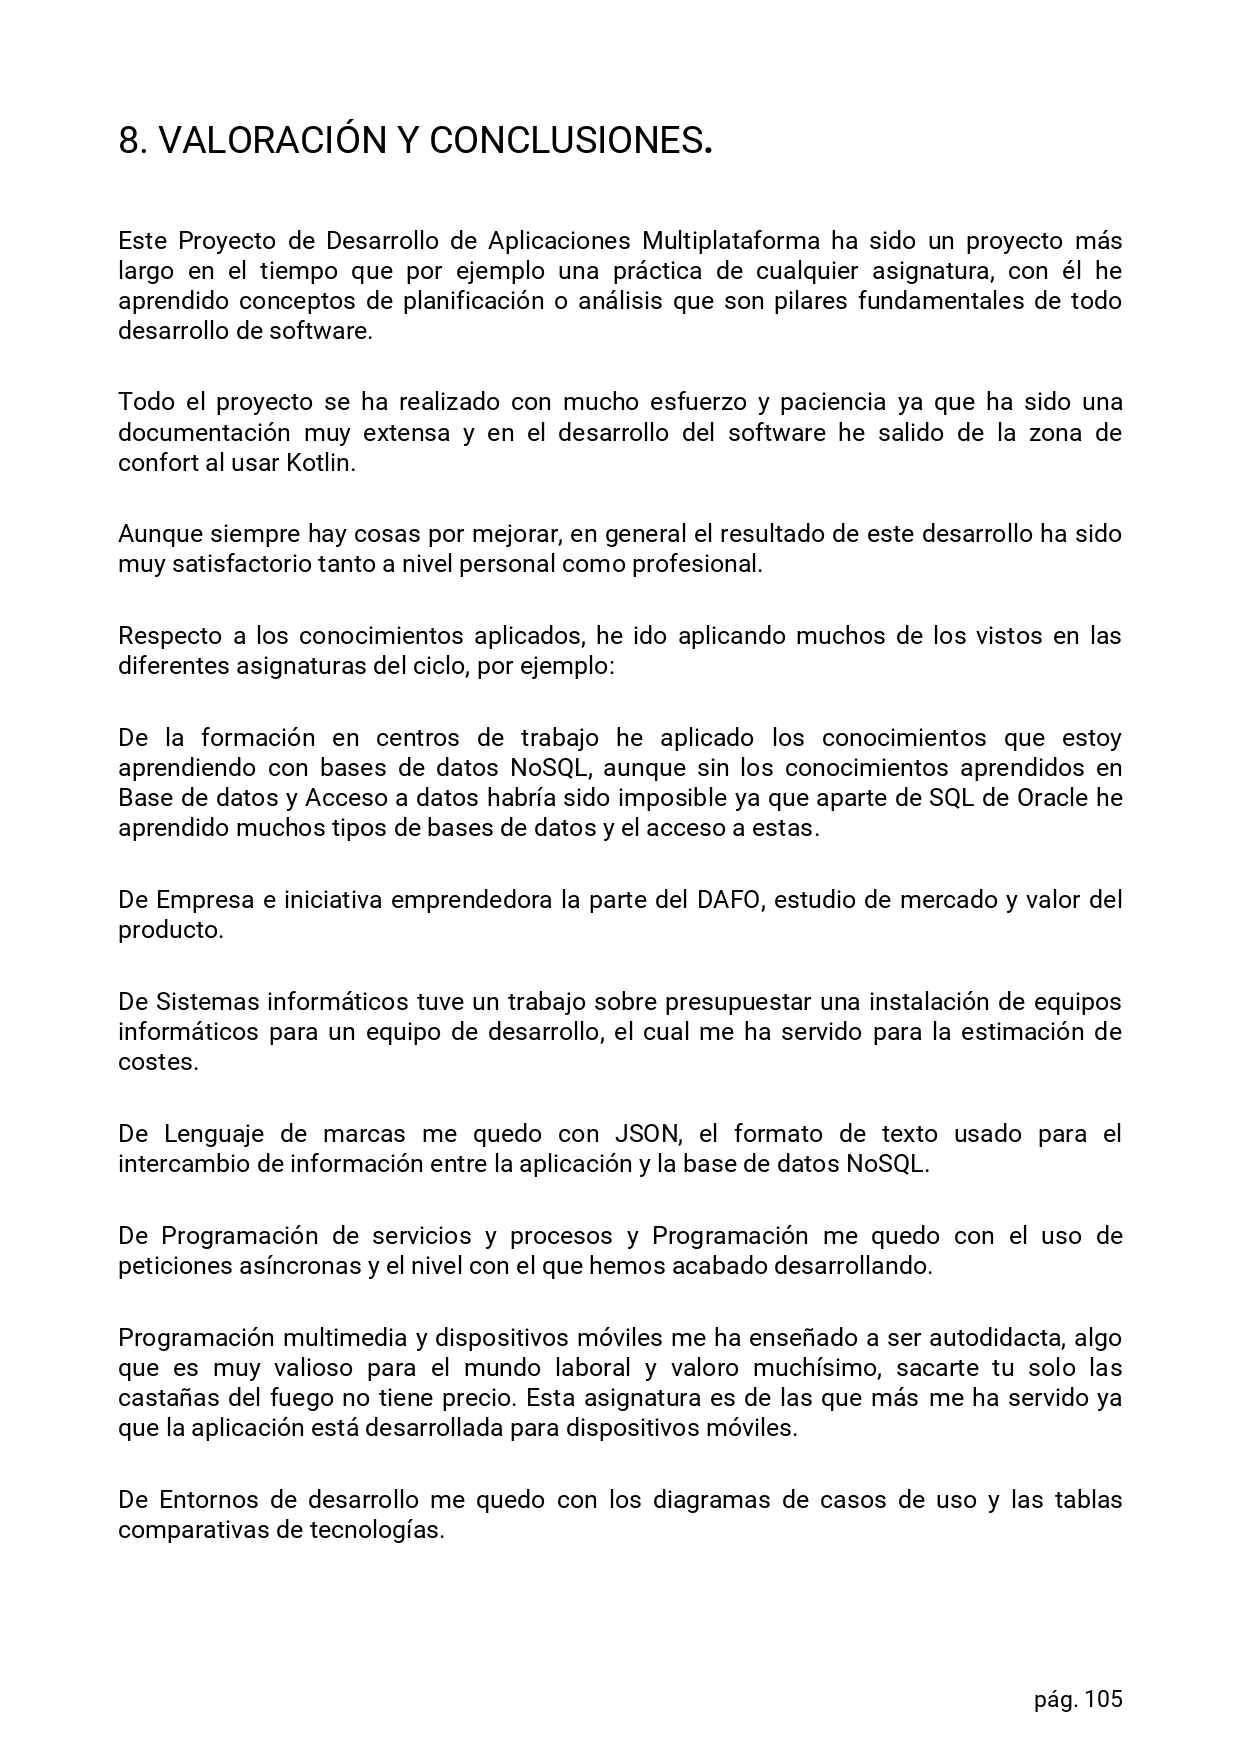 8. VALORACIÓN Y CONCLUSIONES.
Este Proyecto de Desarrollo de Aplicaciones Multiplataforma ha sido un proyecto más
largo en el tiempo que por ejemplo una práctica de cualquier asignatura, con él he
aprendido conceptos de planificación o análisis que son pilares fundamentales de todo
desarrollo de software.
Todo el proyecto se ha realizado con mucho esfuerzo y paciencia ya que ha sido una
documentación muy extensa y en el desarrollo del software he salido de la zona de
confort al usar Kotlin.
Aunque siempre hay cosas por mejorar, en general el resultado de este desarrollo ha sido
muy satisfactorio tanto a nivel personal como profesional.
Respecto a los conocimientos aplicados, he ido aplicando muchos de los vistos en las
diferentes asignaturas del ciclo, por ejemplo:
De la formación en centros de trabajo he aplicado los conocimientos que estoy
aprendiendo con bases de datos NoSQL, aunque sin los conocimientos aprendidos en
Base de datos y Acceso a datos habría sido imposible ya que aparte de SQL de Oracle he
aprendido muchos tipos de bases de datos y el acceso a estas.
De Empresa e iniciativa emprendedora la parte del DAFO, estudio de mercado y valor del
producto.
De Sistemas informáticos tuve un trabajo sobre presupuestar una instalación de equipos
informáticos para un equipo de desarrollo, el cual me ha servido para la estimación de
costes.
De Lenguaje de marcas me quedo con JSON, el formato de texto usado para el
intercambio de información entre la aplicación y la base de datos NoSQL.
De Programación de servicios y procesos y Programación me quedo con el uso de
peticiones asíncronas y el nivel con el que hemos acabado desarrollando.
Programación multimedia y dispositivos móviles me ha enseñado a ser autodidacta, algo
que es muy valioso para el mundo laboral y valoro muchísimo, sacarte tu solo las
castañas del fuego no tiene precio. Esta asignatura es de las que más me ha servido ya
que la aplicación está desarrollada para dispositivos móviles.
De Entornos de desarrollo me quedo con los diagramas de casos de uso y las tablas
comparativas de tecnologías.
pág. 105